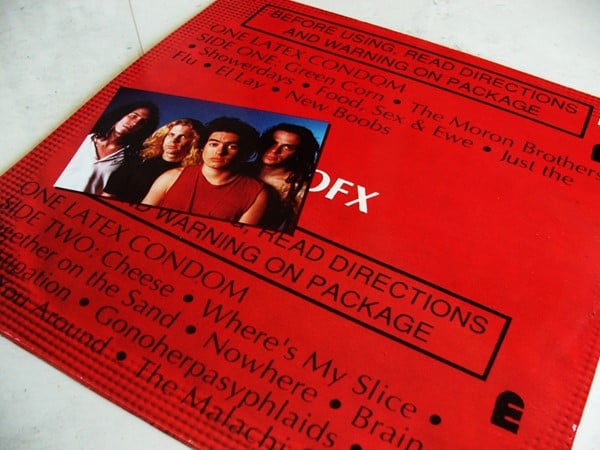 BEFORE USING, READ DIRECTIONS
AND WARNING ON PACKAGE
ONE LATEX CONDOM
SIDE ONE: Green Corn • The Moron Brothers
• Showerdays • Food, Sex & Ewe • Just the
Flu • El Lay • New Boobs
OFX
READ DIRECTIONS
WARNING ON PACKAGE
ONE LATEX CONDOM
SIDE TWO: Cheese • Where's My Slice •
on the Sand • Nowhere • Brain
• Gonoherpasyphlaids •
You Around • The Malachi
E